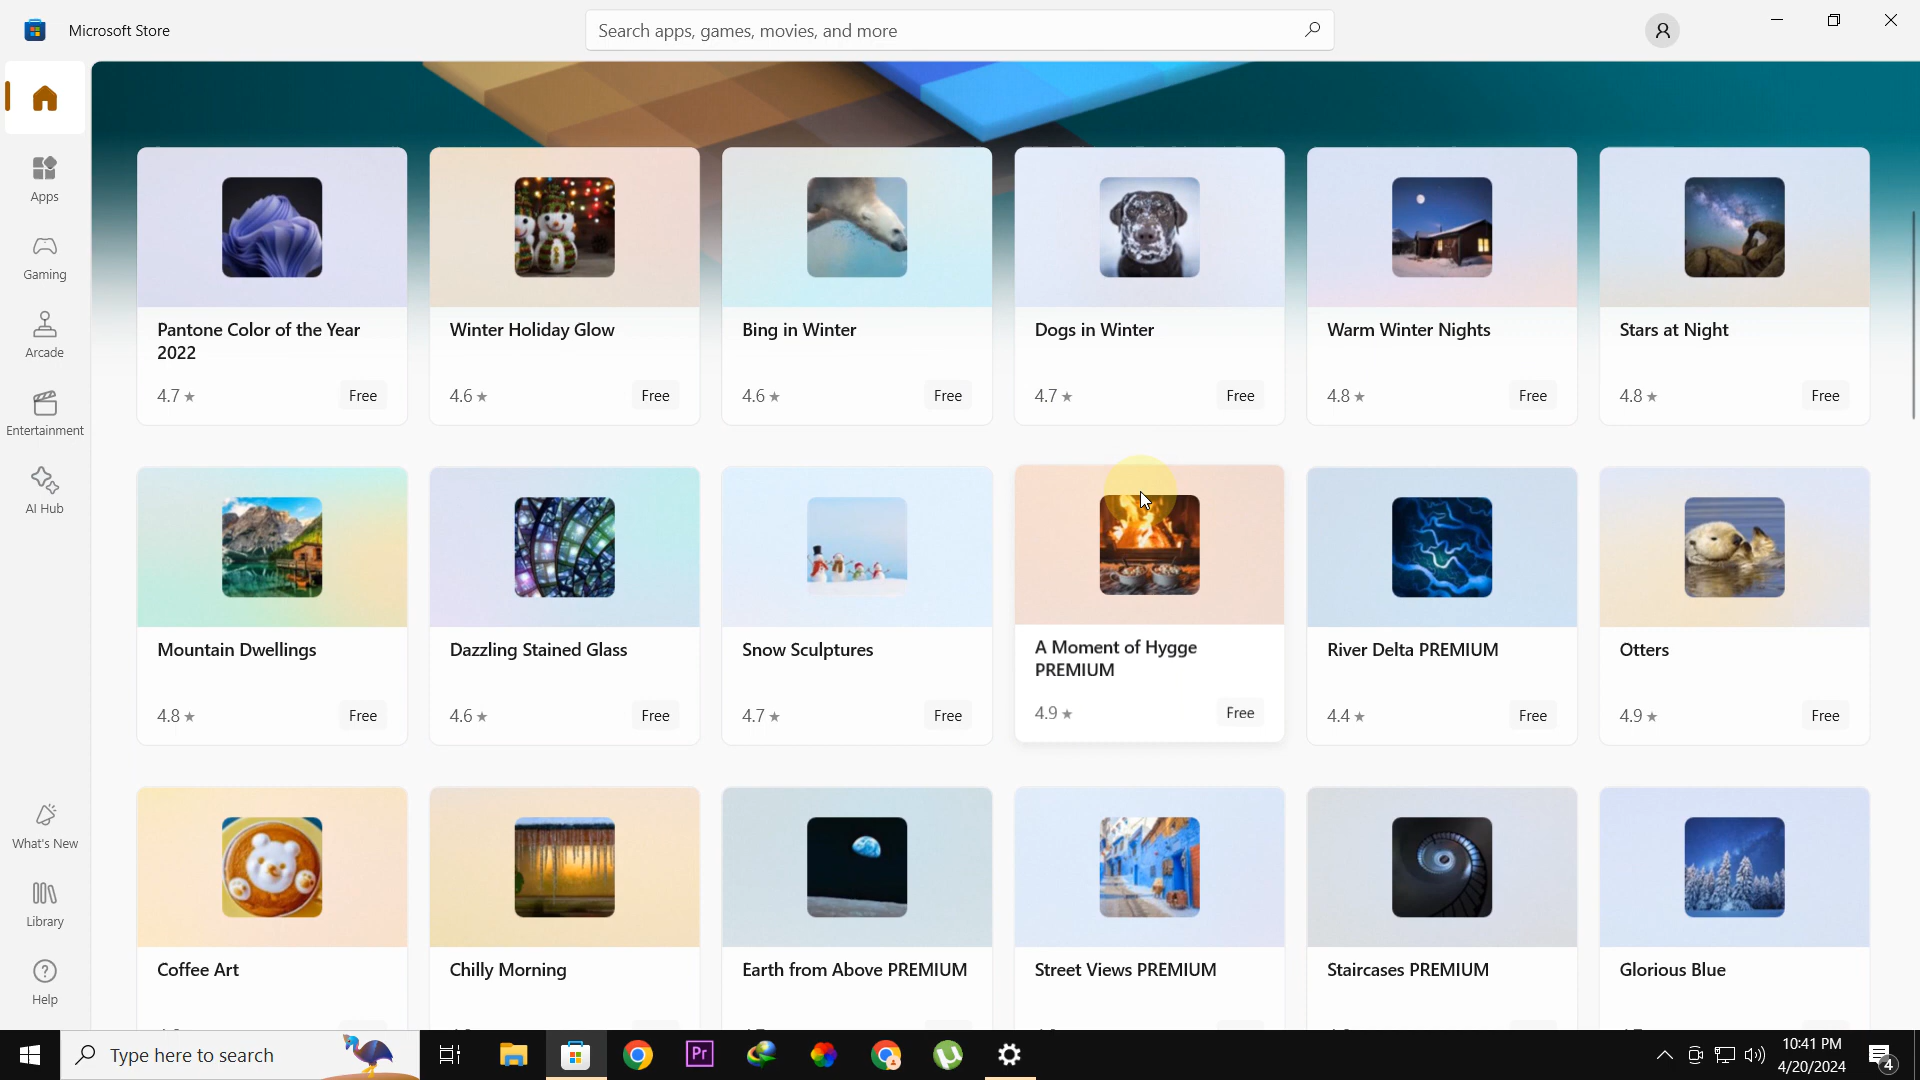 Microsoft Store
Search apps, games, movies, and more
Apps
Gaming
Arcade
Entertainment
AI Hub
What's New
Library
Help
Pantone Color of the Year
2022
4.7 ★
Free
Winter Holiday Glow
4.6 ★
Free
Bing in Winter
4.6 ★
Free
Dogs in Winter
4.7 ★
Free
Warm Winter Nights
4.8 ★
Free
Stars at Night
4.8 ★
Free
Mountain Dwellings
4.8 ★
Free
Dazzling Stained Glass
4.6 ★
Free
Snow Sculptures
4.7 ★
Free
A Moment of Hygge
PREMIUM
4.9 ★
Free
River Delta PREMIUM
4.4 ★
Free
Otters
4.9 ★
Free
Coffee Art
Chilly Morning
Earth from Above PREMIUM
Street Views PREMIUM
Staircases PREMIUM
Glorious Blue
Type here to search
Pr
10:41 PM
4/20/2024
4